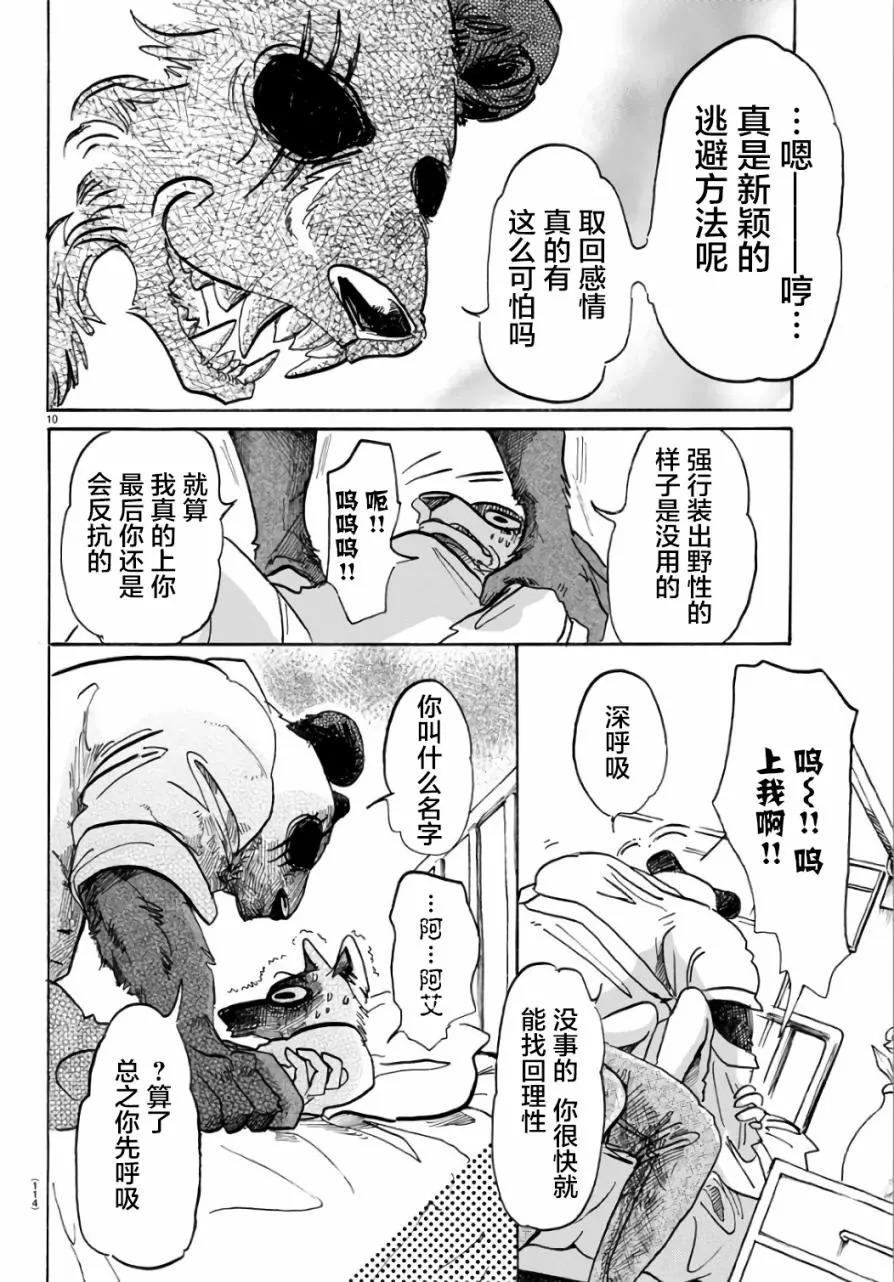 …嗯——哼…
真是新颖的
逃避方法呢
取回感情
真的有
这么可怕吗
10
强行装出野性的
样子是没用的
呃!!
呜呜呜!!
就算
我真的上你
最后你还是
会反抗的
呜~!!呜
上我啊!!
深呼吸
没事的 你很快就
能找回理性
你叫什么名字
…阿…阿艾
?算了
总之你先呼吸
(114)